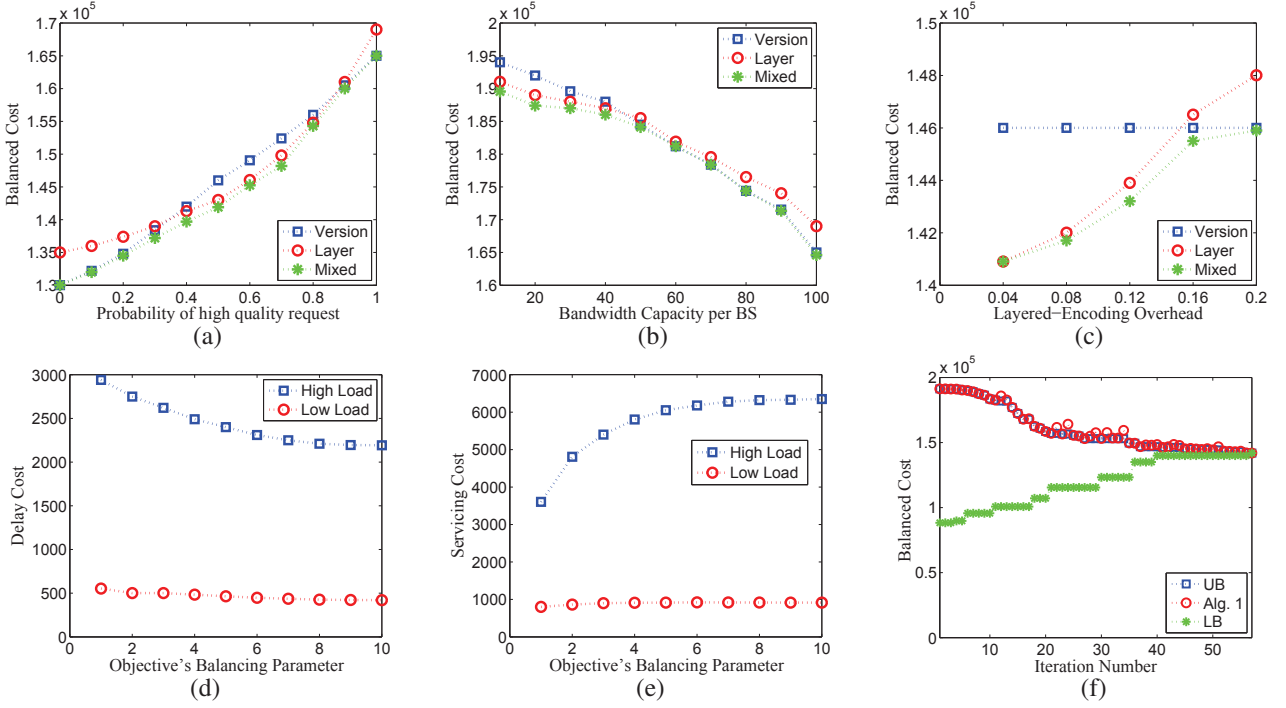 x 10^5
1.7
1.65
1.6
1.55
1.5
1.45
1.4
1.35
1.3
Balanced Cost
Version
Layer
Mixed
0 0.2 0.4 0.6 0.8 1
Probability of high quality request
(a)
x 10^5
2
1.95
1.9
1.85
1.8
1.75
1.7
1.65
1.6
Balanced Cost
Version
Layer
Mixed
20 40 60 80 100
Bandwidth Capacity per BS
(b)
x 10^5
1.5
1.48
1.46
1.44
1.42
1.4
Balanced Cost
Version
Layer
Mixed
0 0.04 0.08 0.12 0.16 0.2
Layered−Encoding Overhead
(c)
3000
2500
2000
1500
1000
500
0
Delay Cost
High Load
Low Load
0 2 4 6 8 10
Objective's Balancing Parameter
(d)
7000
6000
5000
4000
3000
2000
1000
0
Servicing Cost
High Load
Low Load
0 2 4 6 8 10
Objective's Balancing Parameter
(e)
x 10^5
2
1.5
1
0.5
0
Balanced Cost
UB
Alg. 1
LB
10 20 30 40 50
Iteration Number
(f)